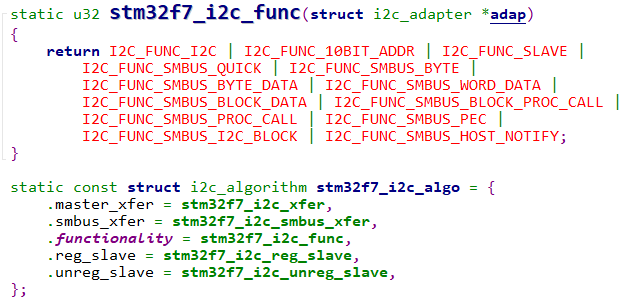 static u32 stm32f7_i2c_func(struct i2c_adapter *adap)
{
    return I2C_FUNC_I2C | I2C_FUNC_10BIT_ADDR | I2C_FUNC_SLAVE |
        I2C_FUNC_SMBUS_QUICK | I2C_FUNC_SMBUS_BYTE |
        I2C_FUNC_SMBUS_BYTE_DATA | I2C_FUNC_SMBUS_WORD_DATA |
        I2C_FUNC_SMBUS_BLOCK_DATA | I2C_FUNC_SMBUS_BLOCK_PROC_CALL |
        I2C_FUNC_SMBUS_PROC_CALL | I2C_FUNC_SMBUS_PEC |
        I2C_FUNC_SMBUS_I2C_BLOCK | I2C_FUNC_SMBUS_HOST_NOTIFY;
}
static const struct i2c_algorithm stm32f7_i2c_algo = {
    .master_xfer = stm32f7_i2c_xfer,
    .smbus_xfer = stm32f7_i2c_smbus_xfer,
    .functionality = stm32f7_i2c_func,
    .reg_slave = stm32f7_i2c_reg_slave,
    .unreg_slave = stm32f7_i2c_unreg_slave,
};